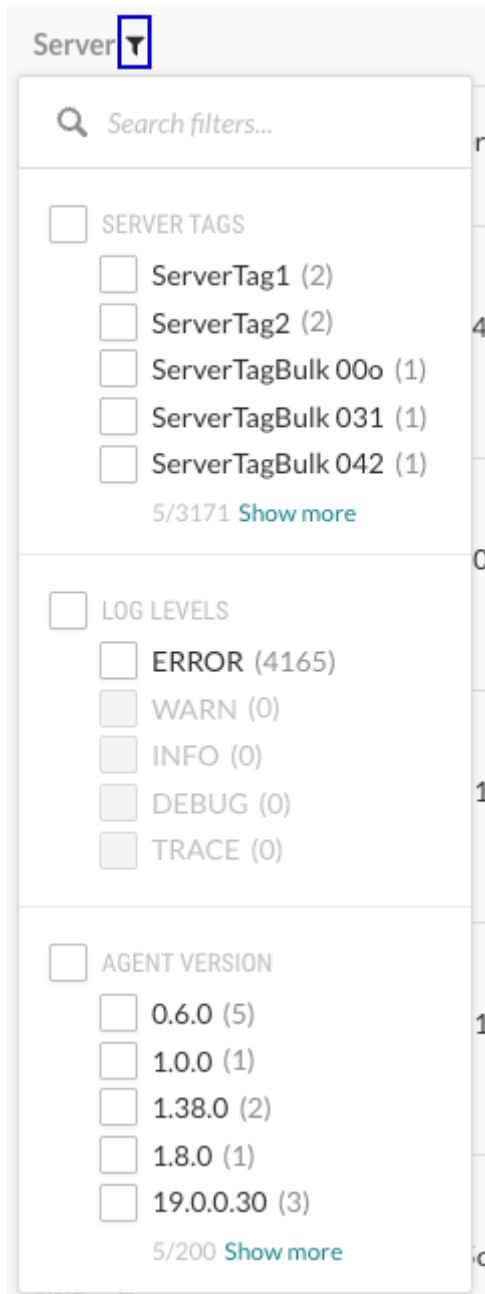 Server
Search filters...
SERVER TAGS
ServerTag1 (2)
ServerTag2 (2)
ServerTagBulk 00o (1)
ServerTagBulk 031 (1)
ServerTagBulk 042 (1)
5/3171 Show more
LOG LEVELS
ERROR (4165)
WARN (0)
INFO (0)
DEBUG (0)
TRACE (0)
AGENT VERSION
0.6.0 (5)
1.0.0 (1)
1.38.0 (2)
1.8.0 (1)
19.0.0.30 (3)
5/200 Show more